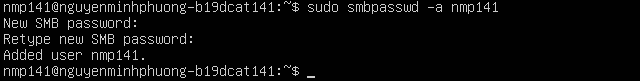 nmp141@nguyenminhphuong-b19dcat141:~$ sudo smbpasswd -a nmp141
New SMB password:
Retype new SMB password:
Added user nmp141.
nmp141@nguyenminhphuong-b19dcat141:~$ _